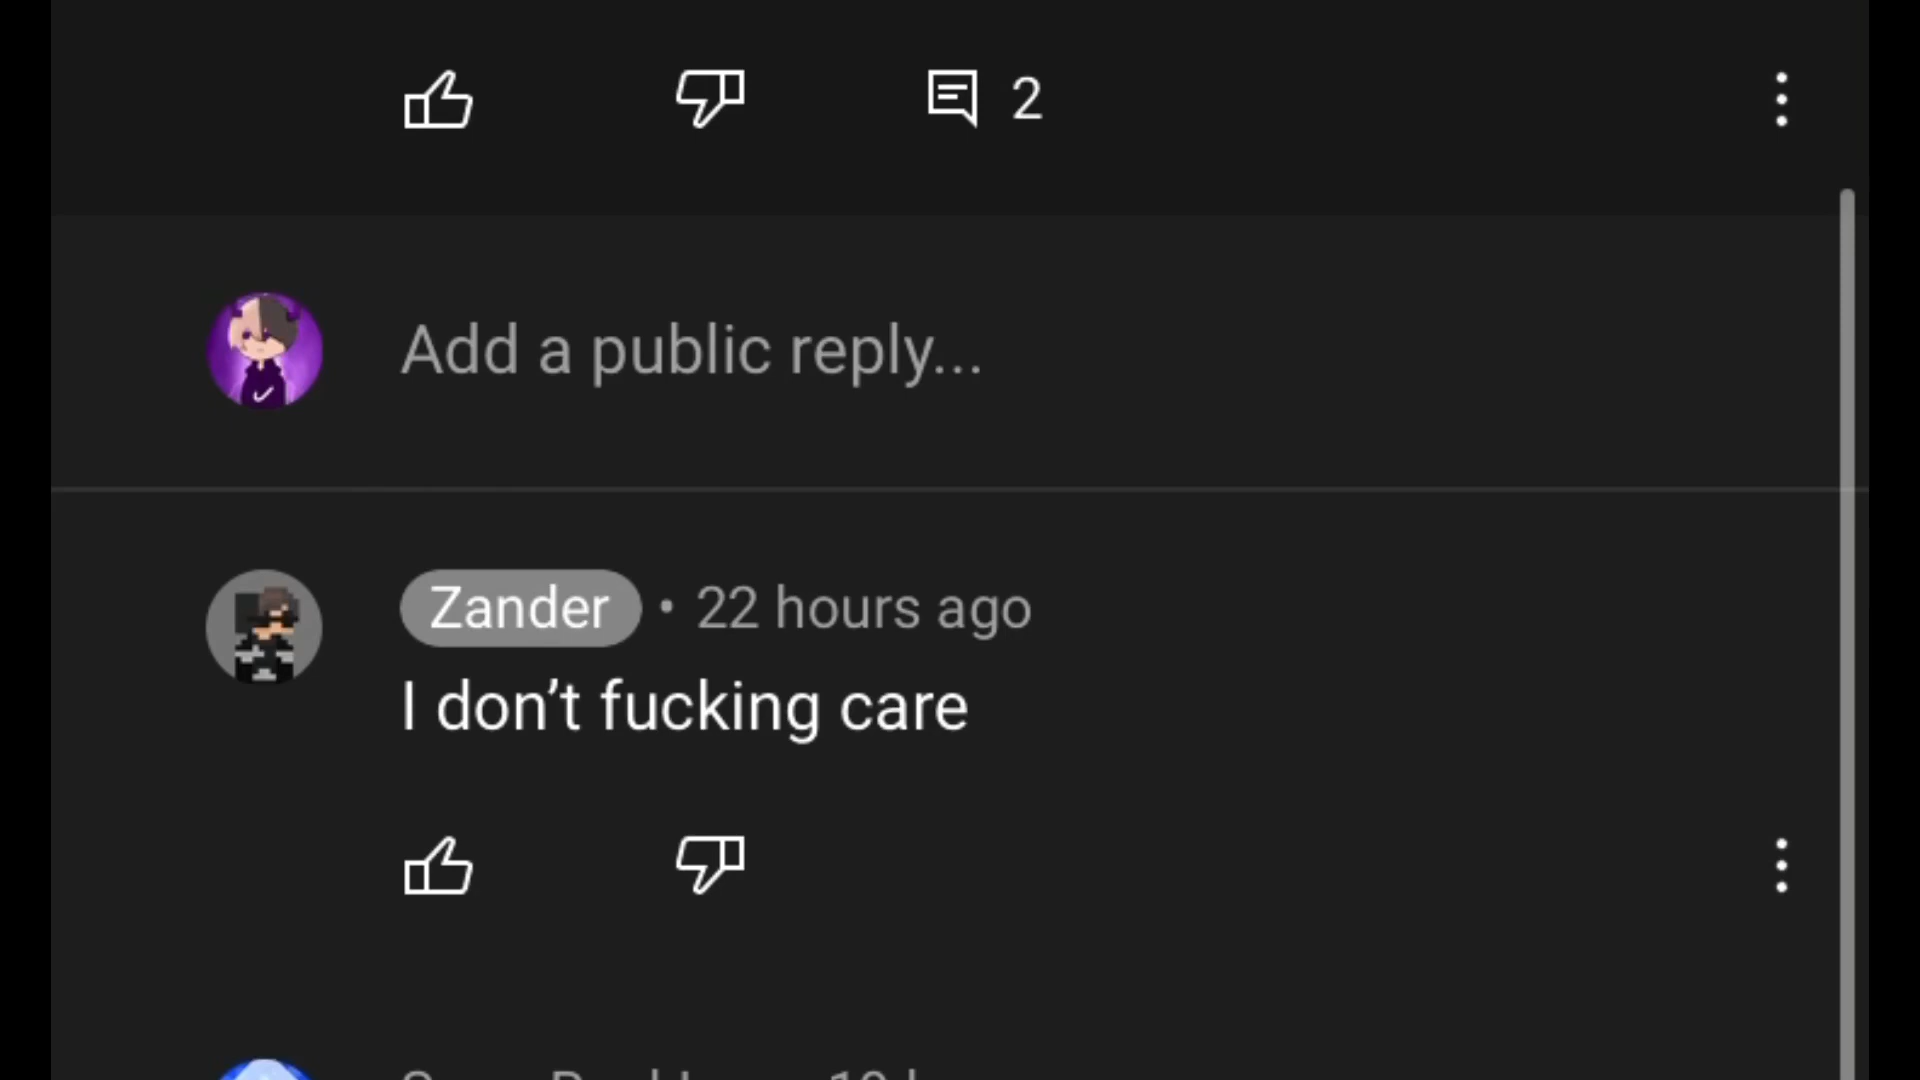 2
Add a public reply...
Zander • 22 hours ago
I don’t fucking care